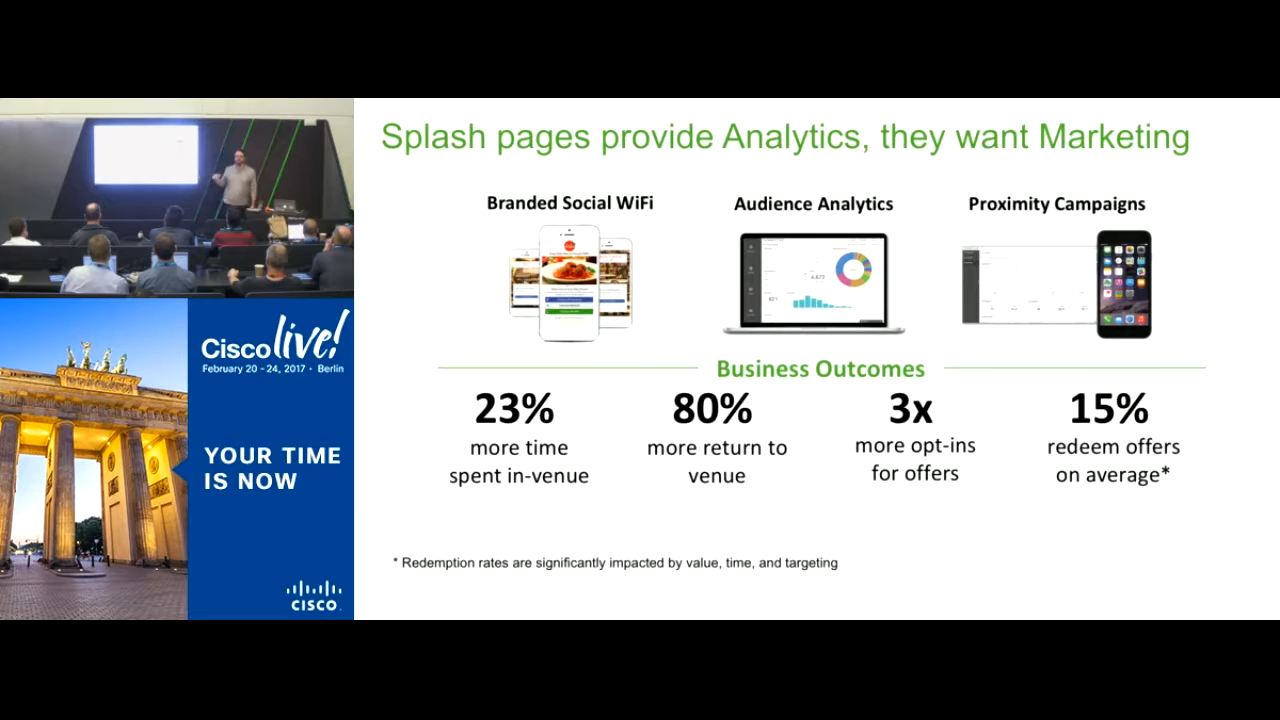 Splash pages provide Analytics, they want Marketing
Branded Social WiFi
Audience Analytics
Proximity Campaigns
Business Outcomes
23%
more time
spent in-venue
80%
more return to
venue
3x
more opt-ins
for offers
15%
redeem offers
on average*
* Redemption rates are significantly impacted by value, time, and targeting
Cisco live!
February 20 - 24, 2017 • Berlin
YOUR TIME
IS NOW
CISCO